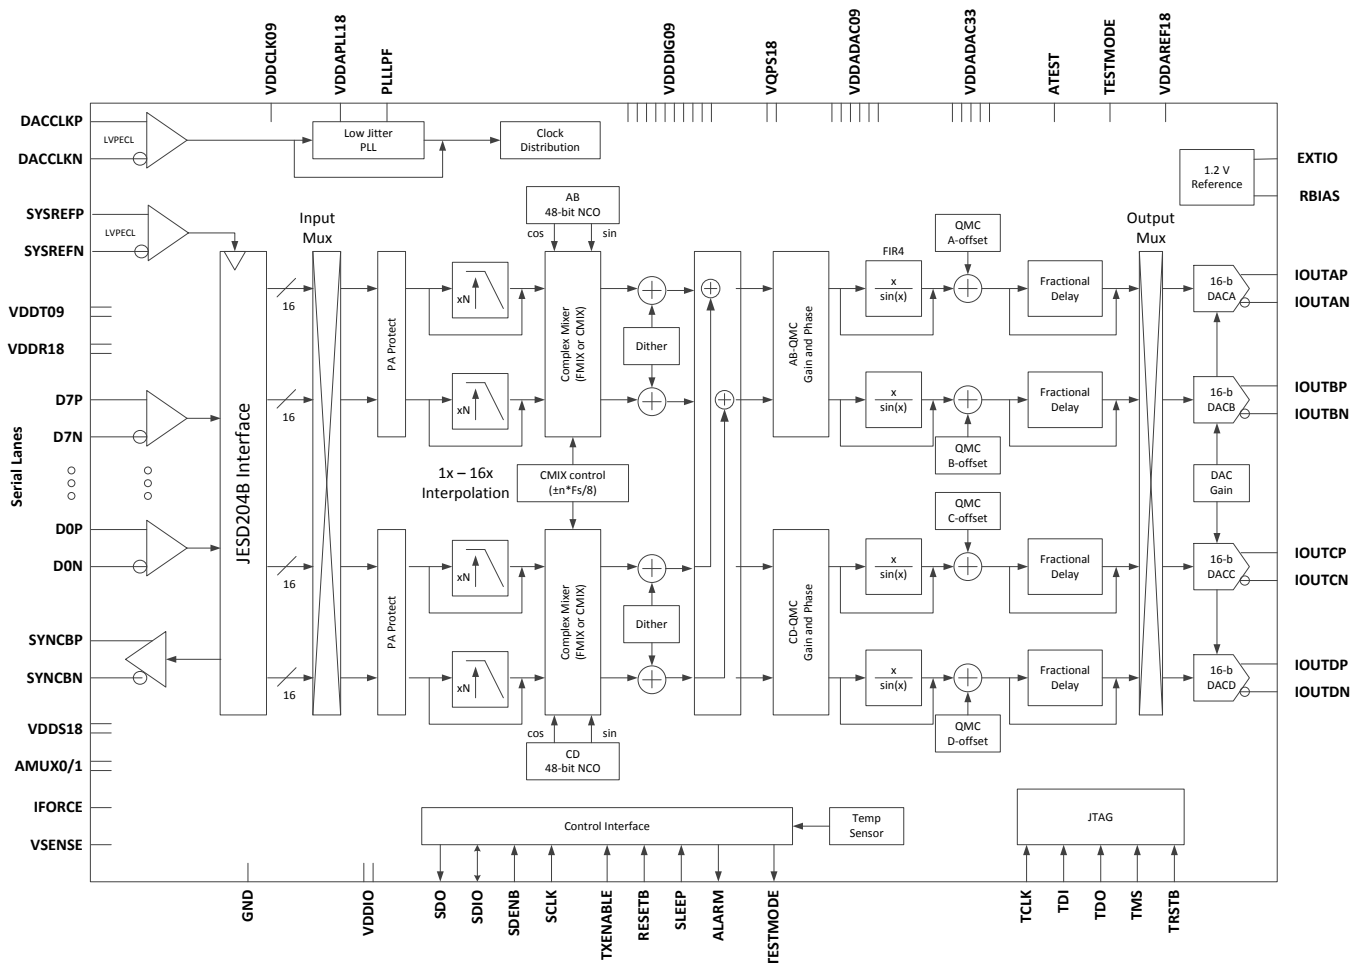 VDDCLK09
VDDAPLL18
PLLLPF
VDDDIG09
VQPS18
VDDADAC09
VDDADAC33
ATEST
TESTMODE
VDDAREF18
DACCLKP
DACCLKN
LVPECL
Low Jitter
PLL
Clock
Distribution
1.2 V
Reference
EXTIO
RBIAS
SYSREFP
SYSREFN
LVPECL
Input
Mux
AB
48-bit NCO
cos
sin
QMC
A-offset
Output
Mux
FIR4
VDDT09
VDDR18
JESD204B Interface
16
PA Protect
xN
Complex Mixer
(FMIX or CMIX)
Dither
AB-QMC
Gain and Phase
x
sin(x)
Fractional
Delay
16-b
DACA
IOUTAP
IOUTAN
Serial Lanes
D7P
D7N
16
xN
x
sin(x)
Fractional
Delay
16-b
DACB
IOUTBP
IOUTBN
QMC
B-offset
1x – 16x
Interpolation
CMIX control
(±n*Fs/8)
DAC
Gain
QMC
C-offset
D0P
D0N
16
PA Protect
xN
Complex Mixer
(FMIX or CMIX)
Dither
CD-QMC
Gain and Phase
x
sin(x)
Fractional
Delay
16-b
DACC
IOUTCP
IOUTCN
SYNCBP
SYNCBN
16
xN
x
sin(x)
Fractional
Delay
16-b
DACD
IOUTDP
IOUTDN
QMC
D-offset
cos
sin
CD
48-bit NCO
VDDS18
AMUX0/1
IFORCE
VSENSE
Control Interface
Temp
Sensor
JTAG
GND
VDDIO
SDO
SDIO
SDENB
SCLK
TXENABLE
RESETB
SLEEP
ALARM
TESTMODE
TCLK
TDI
TDO
TMS
TRSTB